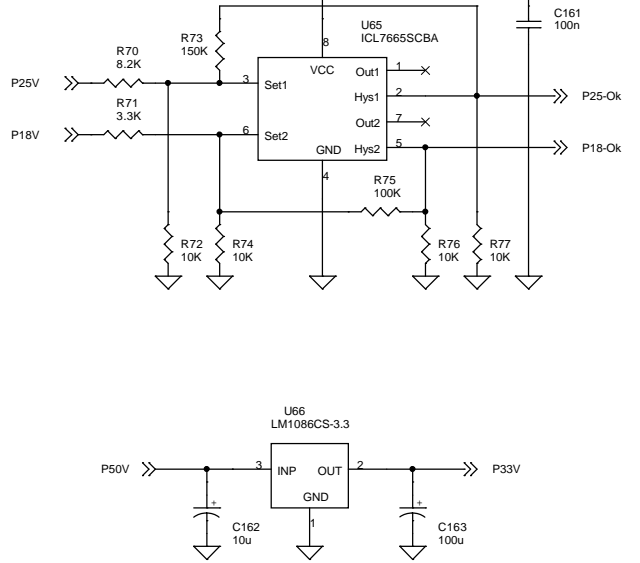 C161
100n
U65
ICL7665SCBA
R73
150K
R70
8.2K
8
VCC
P25V
3
Set1
Out1
1
Hys1
2
P25-Ok
R71
3.3K
P18V
6
Set2
Out2
7
GND
Hys2
5
P18-Ok
4
R75
100K
R72
10K
R74
10K
R76
10K
R77
10K
U66
LM1086CS-3.3
P50V
3
INP
OUT
2
P33V
GND
1
+
C162
10u
+
C163
100u